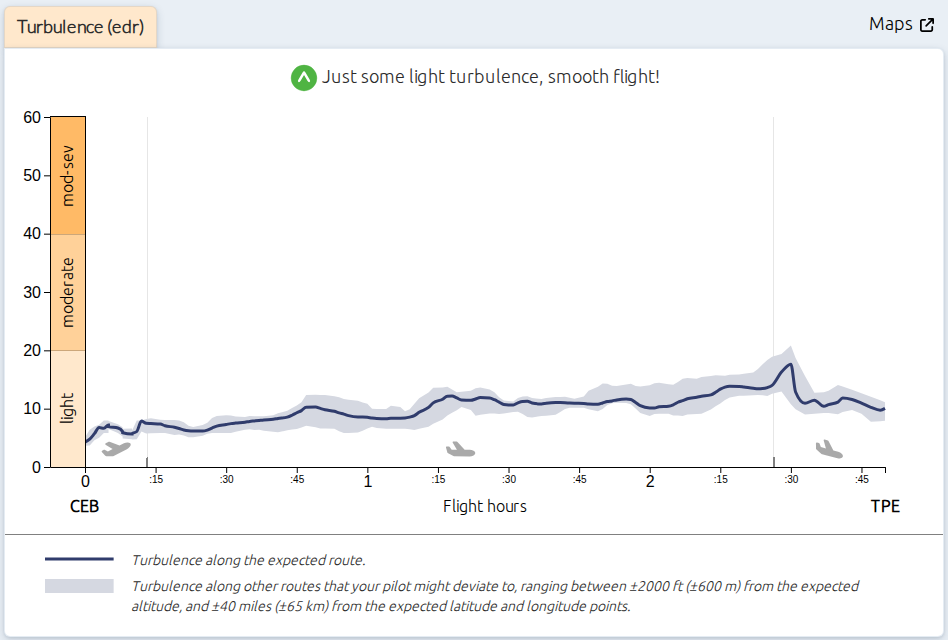 Turbulence (edr)
Maps
Just some light turbulence, smooth flight!
60
50
40
30
20
10
0
mod-sev
moderate
light
0 :15 :30 :45 1 :15 :30 :45 2 :15 :30 :45
CEB Flight hours TPE
Turbulence along the expected route.
Turbulence along other routes that your pilot might deviate to, ranging between ±2000 ft (±600 m) from the expected
altitude, and ±40 miles (±65 km) from the expected latitude and longitude points.